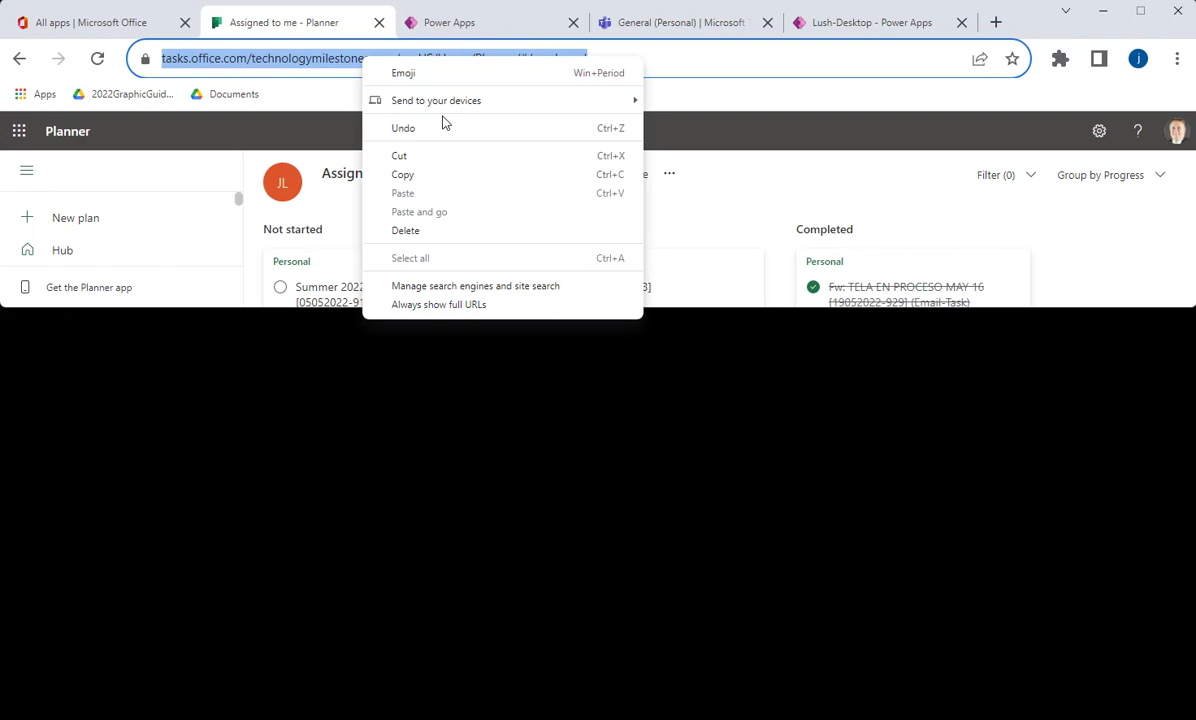 All apps | Microsoft Office
Assigned to me - Planner
Power Apps
General (Personal) | Microsoft
Lush-Desktop - Power Apps
tasks.office.com/technologymilestone
Apps
2022GraphicGuid...
Documents
Planner
JL
Assign
Filter (0)
Group by Progress
New plan
Hub
Get the Planner app
Not started
Personal
Summer 2022
[05052022-91
Completed
Personal
Fw: TELA EN PROCESO MAY 16
[19052022-929] (Email-Task)
Emoji Win+Period
Send to your devices
Undo Ctrl+Z
Cut Ctrl+X
Copy Ctrl+C
Paste Ctrl+V
Paste and go
Delete
Select all Ctrl+A
Manage search engines and site search
Always show full URLs